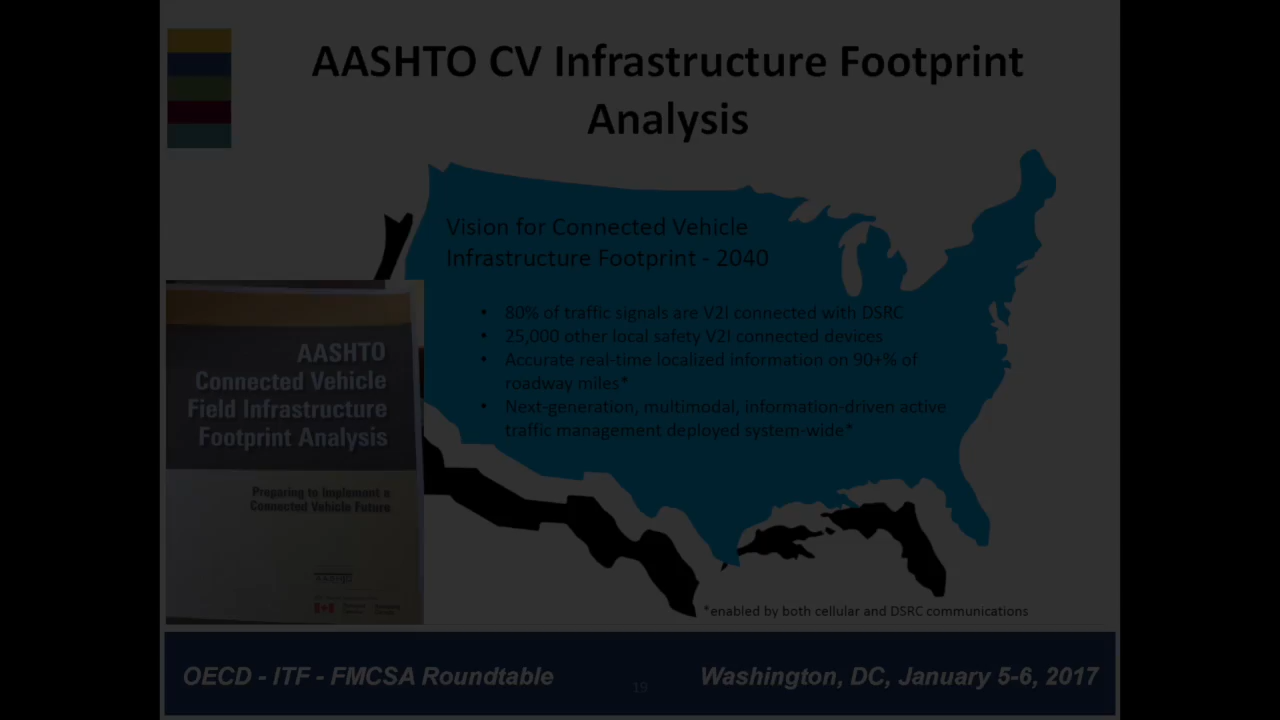 AASHTO CV Infrastructure Footprint
Analysis
Vision for Connected Vehicle
Infrastructure Footprint - 2040
• 80% of traffic signals are V2I connected with DSRC
• 25,000 other local safety V2I connected devices
• Accurate real-time localized information on 90+% of
roadway miles*
• Next-generation, multimodal, information-driven active
traffic management deployed system-wide*
AASHTO
Connected Vehicle
Field Infrastructure
Footprint Analysis
Preparing to Implement a
Connected Vehicle Future
*enabled by both cellular and DSRC communications
OECD - ITF - FMCSA Roundtable
19
Washington, DC, January 5-6, 2017